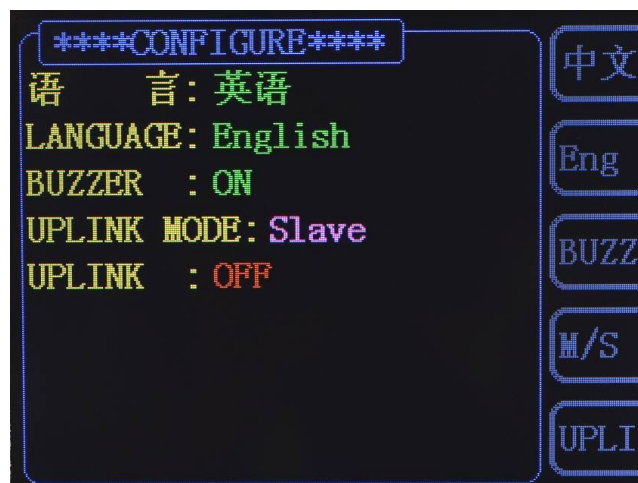 ****CONFIGURE****
语 言: 英语
LANGUAGE: English
BUZZER : ON
UPLINK MODE: Slave
UPLINK : OFF
中文
Eng
BUZZ
M/S
UPLI